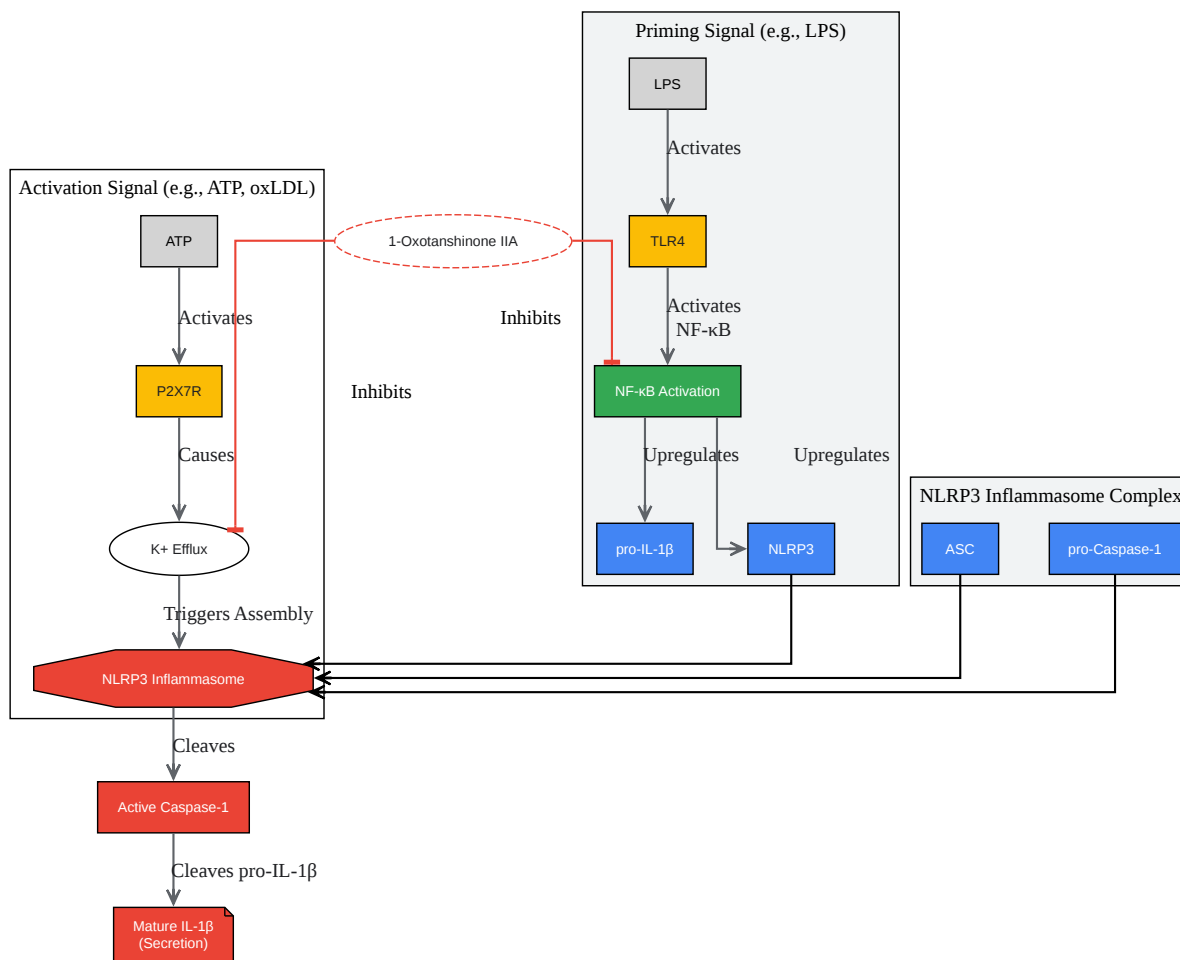 Priming Signal (e.g., LPS)
LPS
Activates
Activation Signal (e.g., ATP, oxLDL)
ATP
1-Oxotanshinone IIA
TLR4
Activates
Inhibits
Activates
NF-κB
P2X7R
Inhibits
NF-κB Activation
Causes
Upregulates
Upregulates
NLRP3 Inflammasome Complex
K+ Efflux
pro-IL-1β
NLRP3
ASC
pro-Caspase-1
Triggers Assembly
NLRP3 Inflammasome
Cleaves
Active Caspase-1
Cleaves pro-IL-1β
Mature IL-1β
(Secretion)